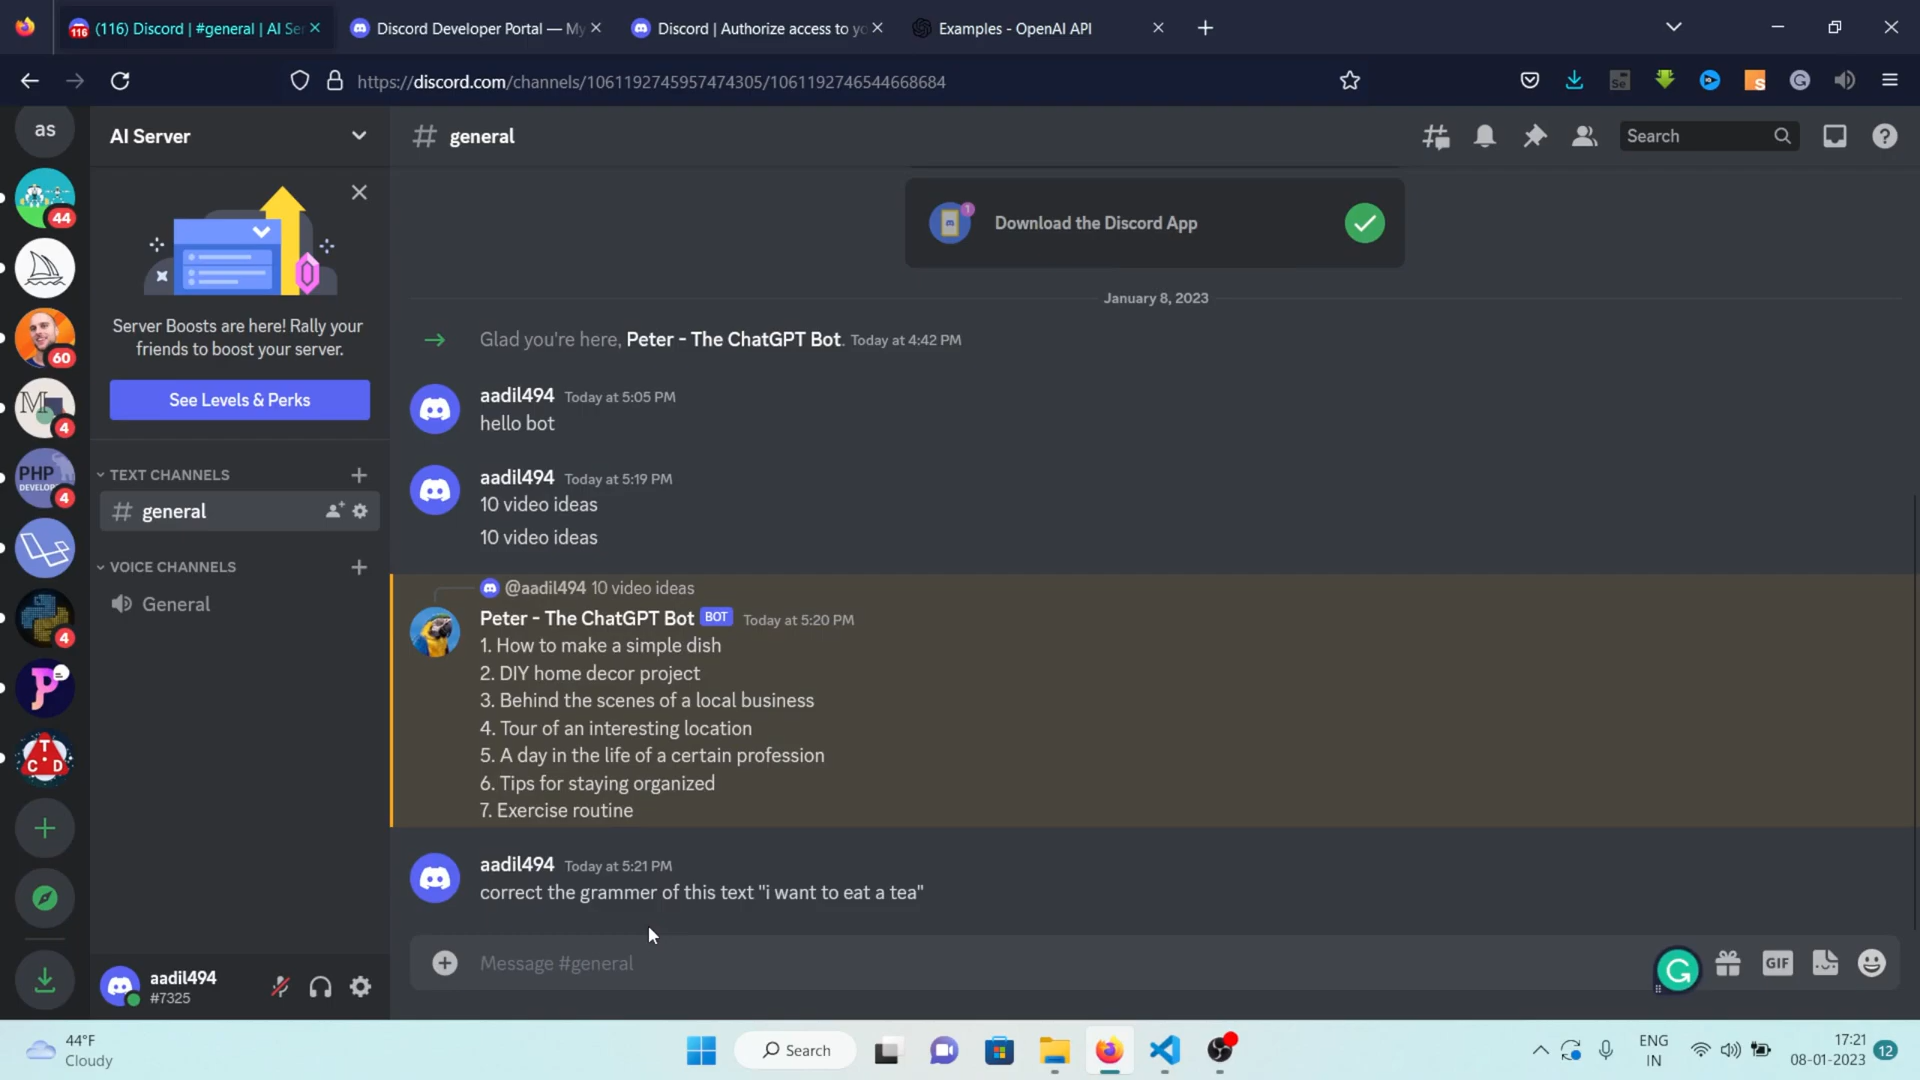 (116) Discord | #general | AI Ser
Discord Developer Portal — My
Discord | Authorize access to yo
Examples - OpenAI API
116
https://discord.com/channels/1061192745957474305/1061192746544668684
Se
as
44
60
M
4
PHP
DEVELOP
4
4
T
C D
AI Server
Server Boosts are here! Rally your
friends to boost your server.
See Levels & Perks
TEXT CHANNELS
general
VOICE CHANNELS
General
aadil494
#7325
general
Search
Download the Discord App
January 8, 2023
Glad you're here, Peter - The ChatGPT Bot. Today at 4:42 PM
aadil494 Today at 5:05 PM
hello bot
aadil494 Today at 5:19 PM
10 video ideas
10 video ideas
@aadil494 10 video ideas
Peter - The ChatGPT Bot BOT Today at 5:20 PM
1. How to make a simple dish
2. DIY home decor project
3. Behind the scenes of a local business
4. Tour of an interesting location
5. A day in the life of a certain profession
6. Tips for staying organized
7. Exercise routine
aadil494 Today at 5:21 PM
correct the grammer of this text "i want to eat a tea"
Message #general
GIF
44°F
Cloudy
Search
ENG
IN
17:21
08-01-2023
12